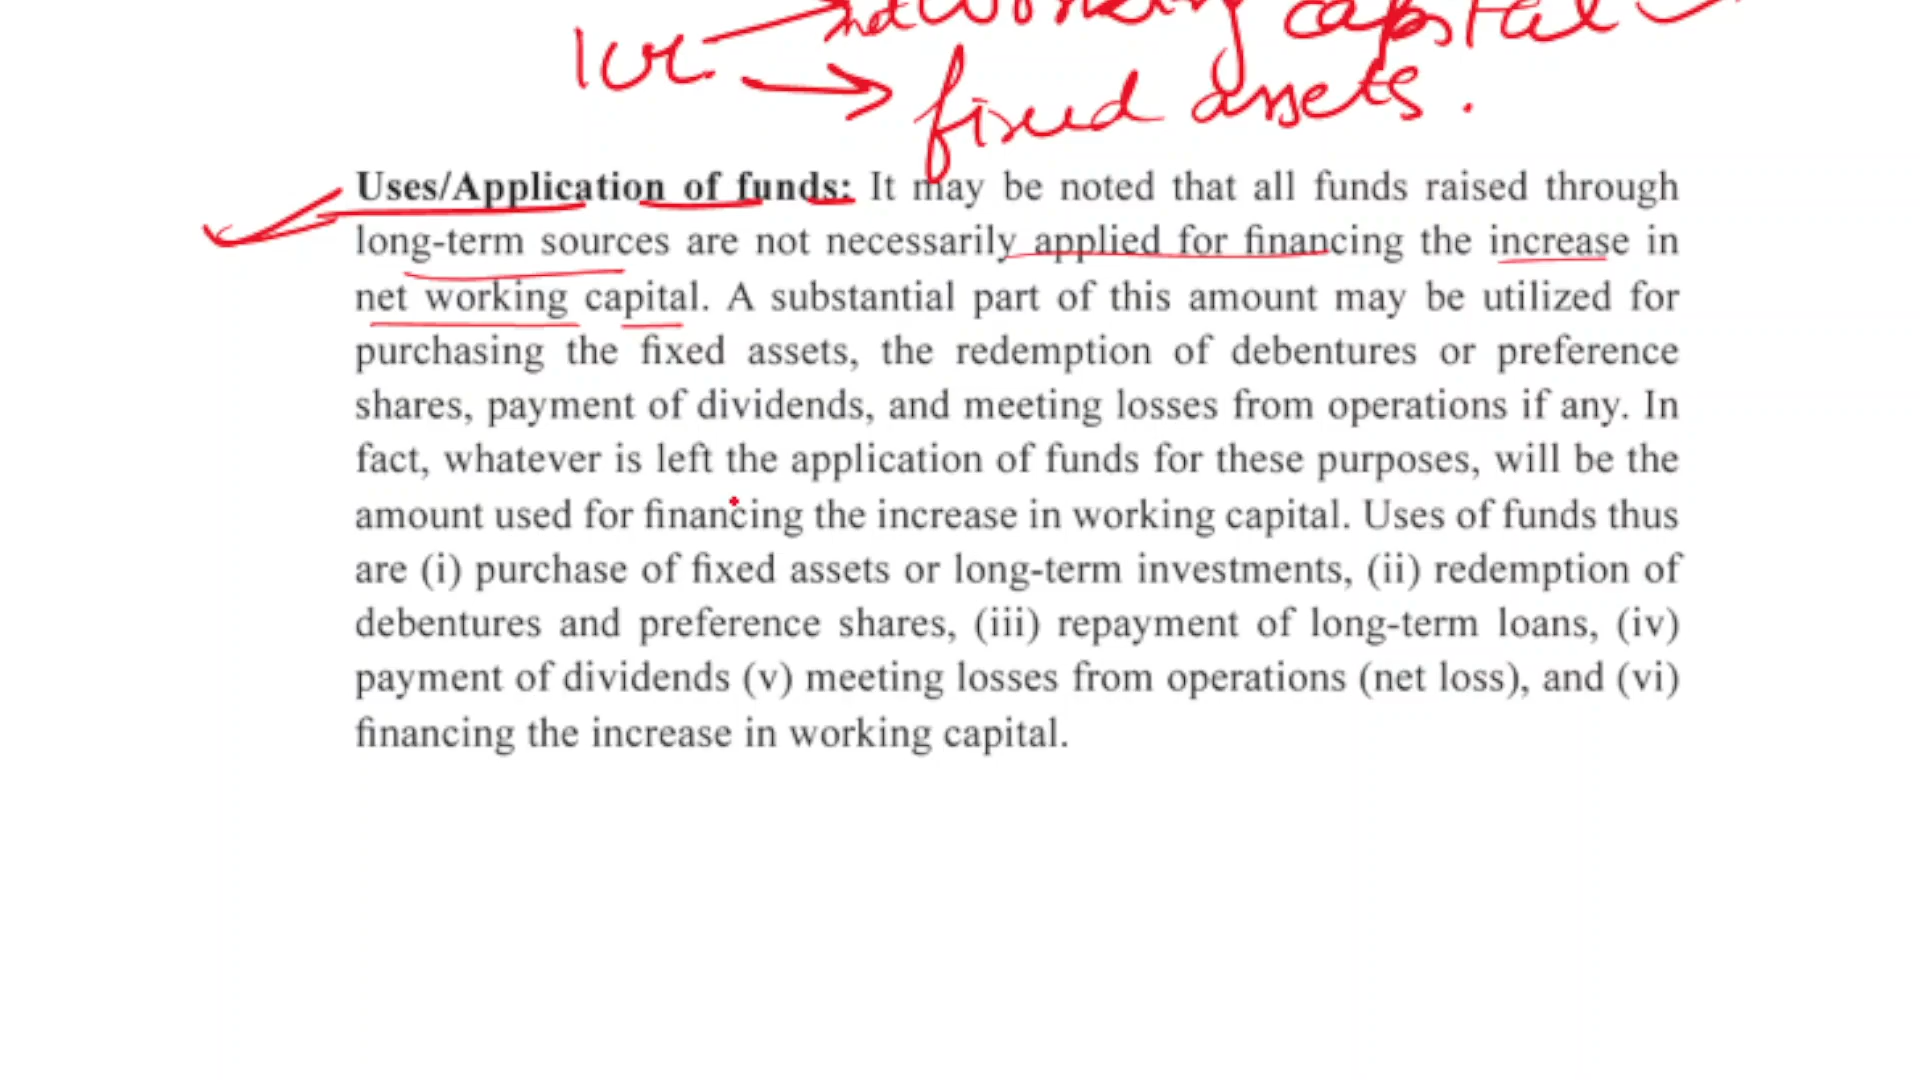 net working capital
1cr. fixed assets.
Uses/Application of funds: It may be noted that all funds raised through
long-term sources are not necessarily applied for financing the increase in
net working capital. A substantial part of this amount may be utilized for
purchasing the fixed assets, the redemption of debentures or preference
shares, payment of dividends, and meeting losses from operations if any. In
fact, whatever is left the application of funds for these purposes, will be the
amount used for financing the increase in working capital. Uses of funds thus
are (i) purchase of fixed assets or long-term investments, (ii) redemption of
debentures and preference shares, (iii) repayment of long-term loans, (iv)
payment of dividends (v) meeting losses from operations (net loss), and (vi)
financing the increase in working capital.